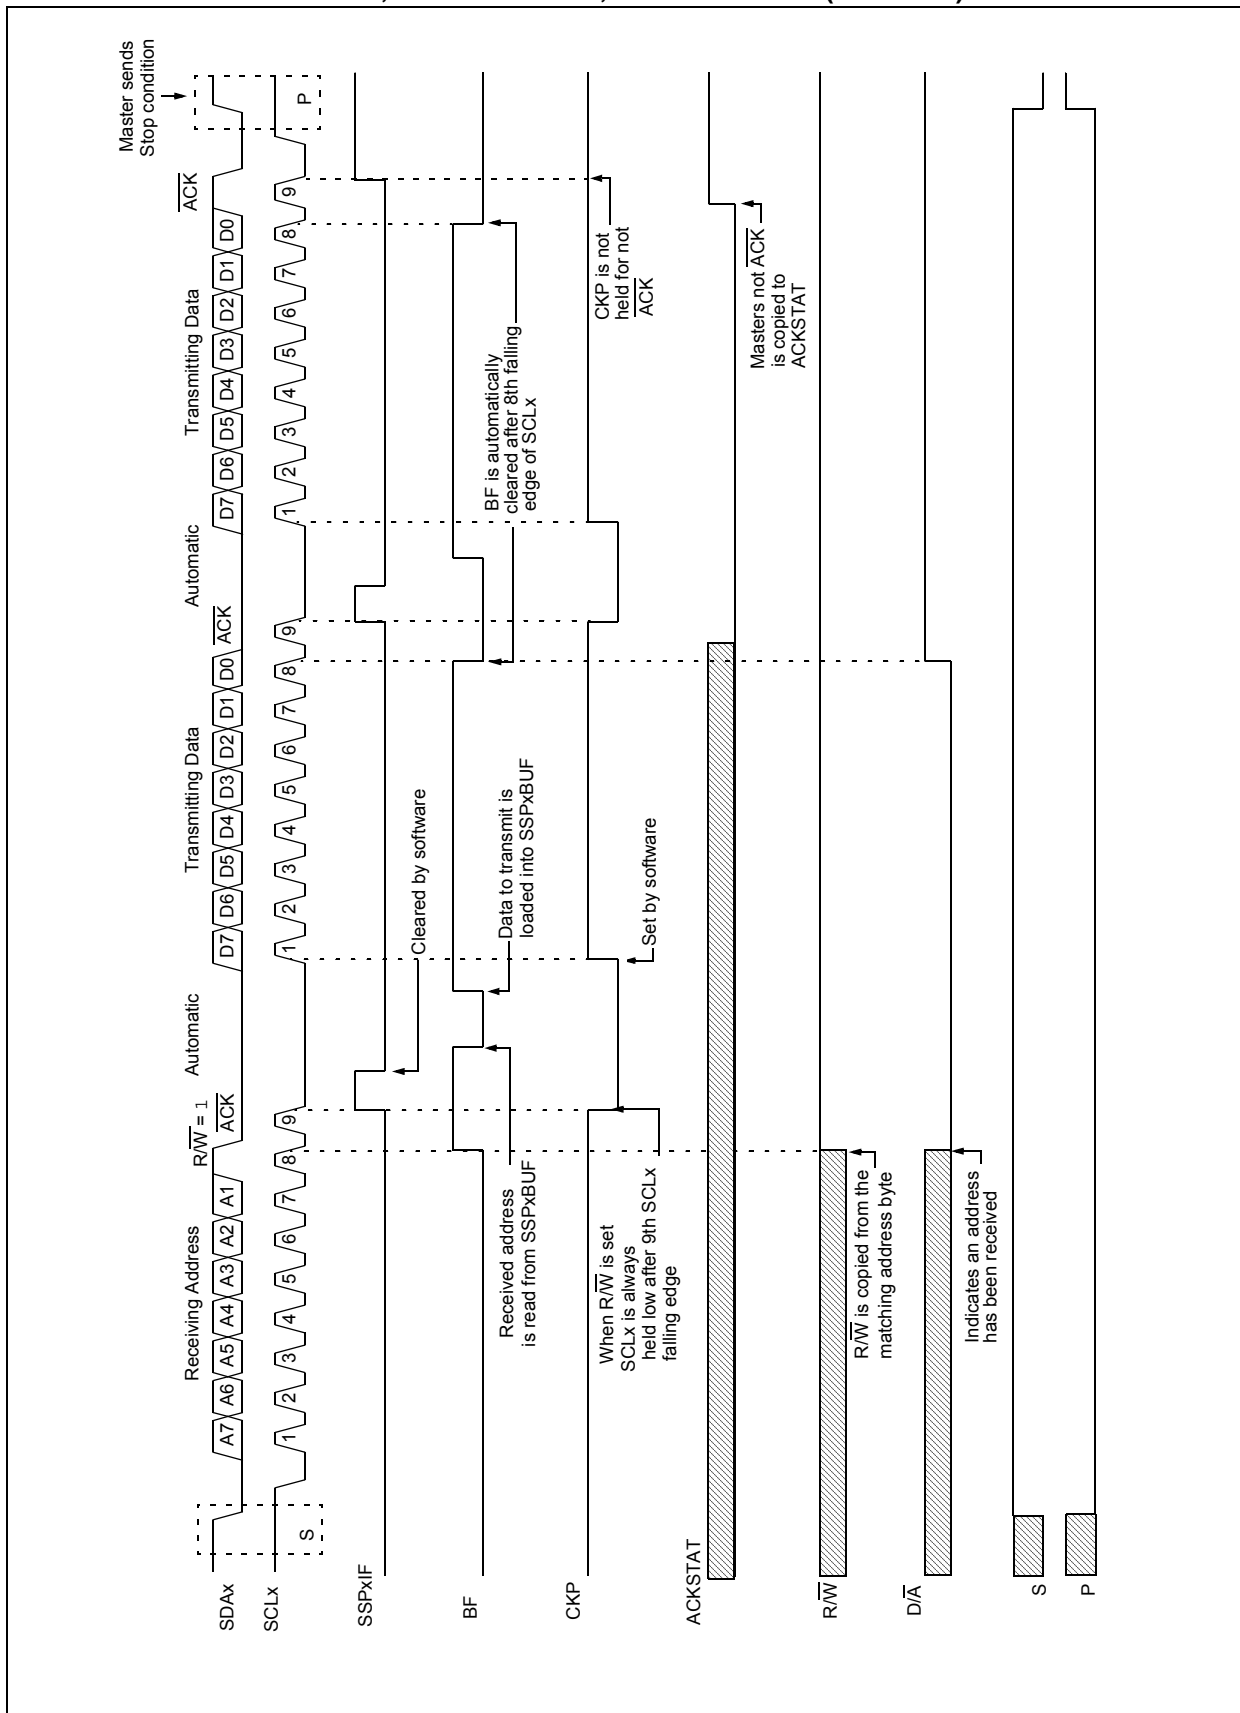 Master sends
Stop condition
Receiving Address
R/W = 1
ACK
Automatic
Transmitting Data
ACK
Automatic
Transmitting Data
ACK
SDAx
A7 A6 A5 A4 A3 A2 A1
D7 D6 D5 D4 D3 D2 D1 D0
D7 D6 D5 D4 D3 D2 D1 D0
SCLx
S
1 2 3 4 5 6 7 8 9
1 2 3 4 5 6 7 8 9
1 2 3 4 5 6 7 8 9
P
SSPxIF
Cleared by software
BF
Received address
is read from SSPxBUF
Data to transmit is
loaded into SSPxBUF
BF is automatically
cleared after 8th falling
edge of SCLx
CKP
When R/W is set
SCLx is always
held low after 9th SCLx
falling edge
Set by software
CKP is not
held for not
ACK
ACKSTAT
Masters not ACK
is copied to
ACKSTAT
R/W
R/W is copied from the
matching address byte
D/A
Indicates an address
has been received
S
P